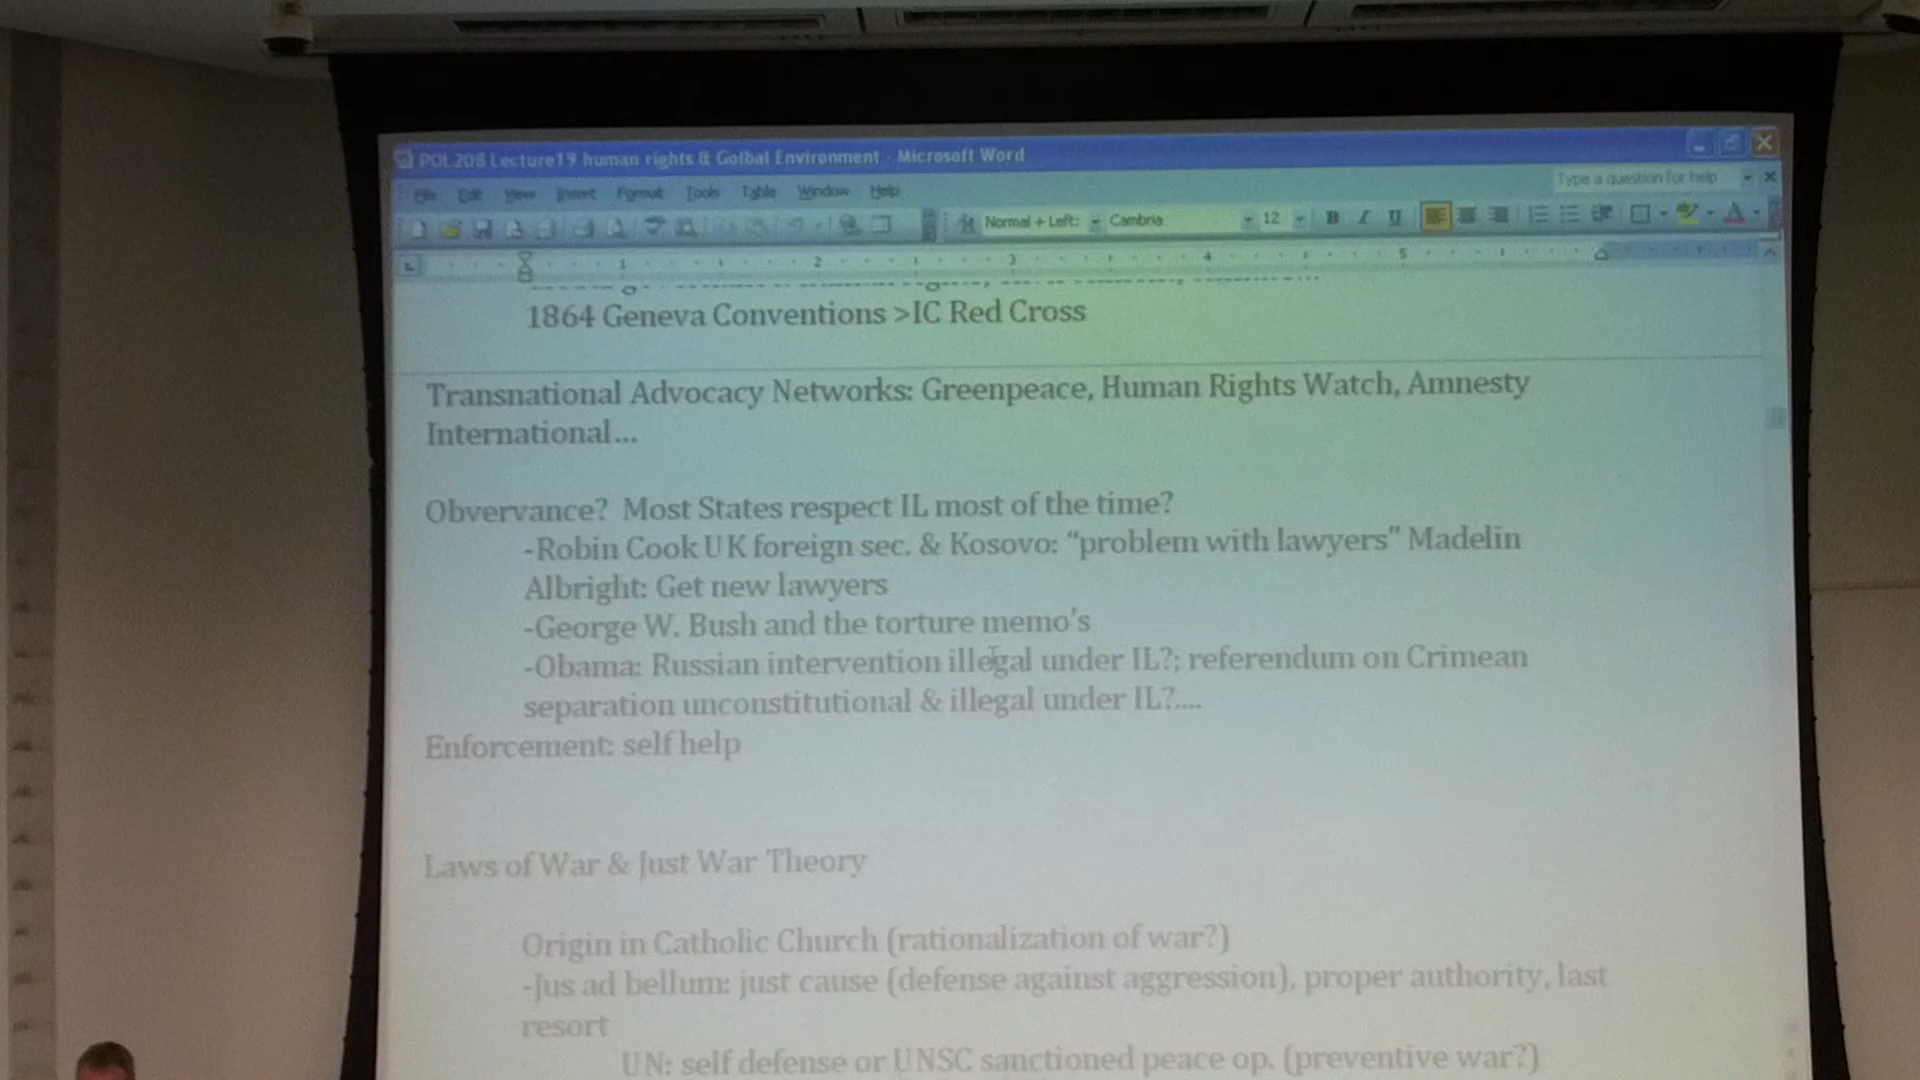 POL 208 Lecture19 human rights & Golbal Environment - Microsoft Word
File Edit View Insert Format Tools Table Window Help
Type a question for help
Normal + Left: Cambria 12 B I U
1 2 3 4 5
1864 Geneva Conventions >IC Red Cross
Transnational Advocacy Networks: Greenpeace, Human Rights Watch, Amnesty
International...
Obvervance? Most States respect IL most of the time?
-Robin Cook UK foreign sec. & Kosovo: "problem with lawyers" Madelin
Albright: Get new lawyers
-George W. Bush and the torture memo's
-Obama: Russian intervention illegal under IL?; referendum on Crimean
separation unconstitutional & illegal under IL?....
Enforcement: self help
Laws of War & Just War Theory
Origin in Catholic Church (rationalization of war?)
-Jus ad bellum: just cause (defense against aggression), proper authority, last
resort
UN: self defense or UNSC sanctioned peace op. (preventive war?)